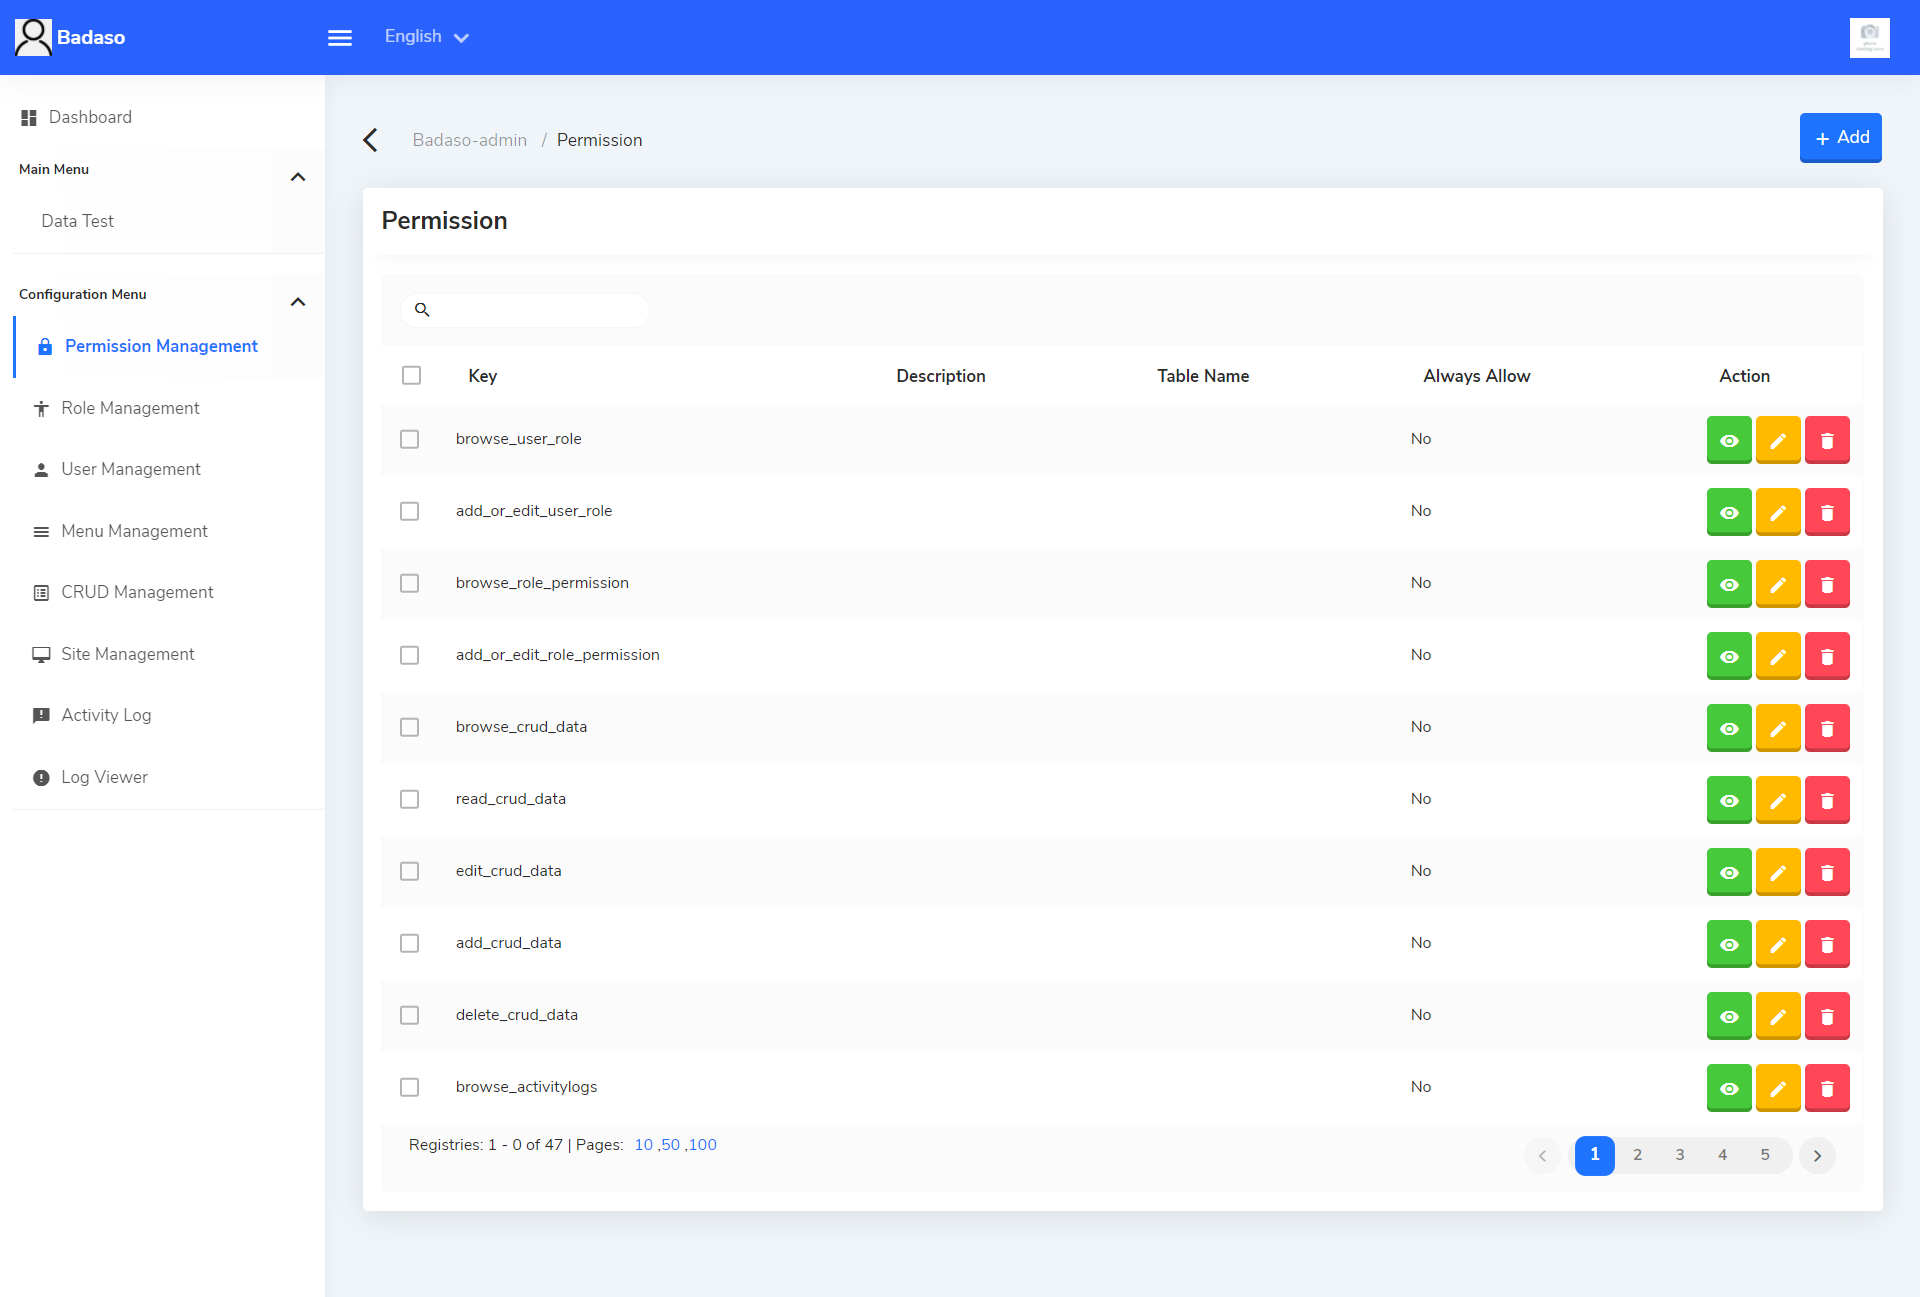 Badaso
English
Badaso-admin / Permission
+ Add
Dashboard
Main Menu
Data Test
Configuration Menu
Permission Management
Role Management
User Management
Menu Management
CRUD Management
Site Management
Activity Log
Log Viewer
Permission
Key Description Table Name Always Allow Action
browse_user_role No
add_or_edit_user_role No
browse_role_permission No
add_or_edit_role_permission No
browse_crud_data No
read_crud_data No
edit_crud_data No
add_crud_data No
delete_crud_data No
browse_activitylogs No
Registries: 1 - 0 of 47 | Pages: 10 ,50 ,100
1 2 3 4 5